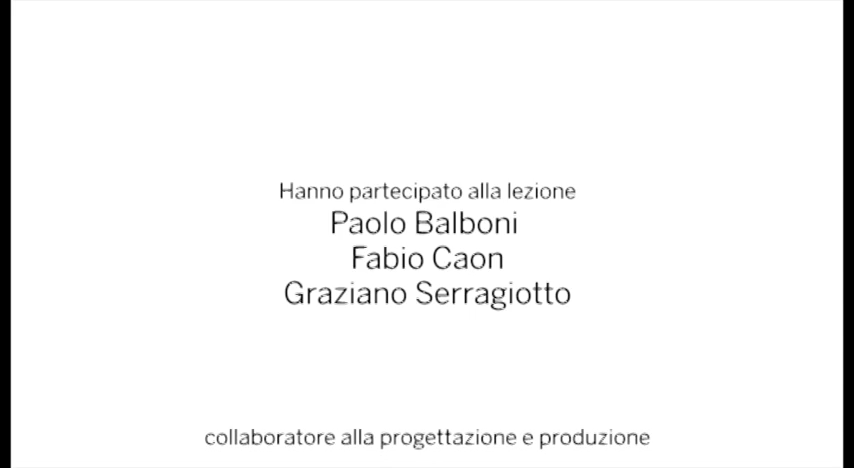 Hanno partecipato alla lezione
Paolo Balboni
Fabio Caon
Graziano Serragiotto
collaboratore alla progettazione e produzione